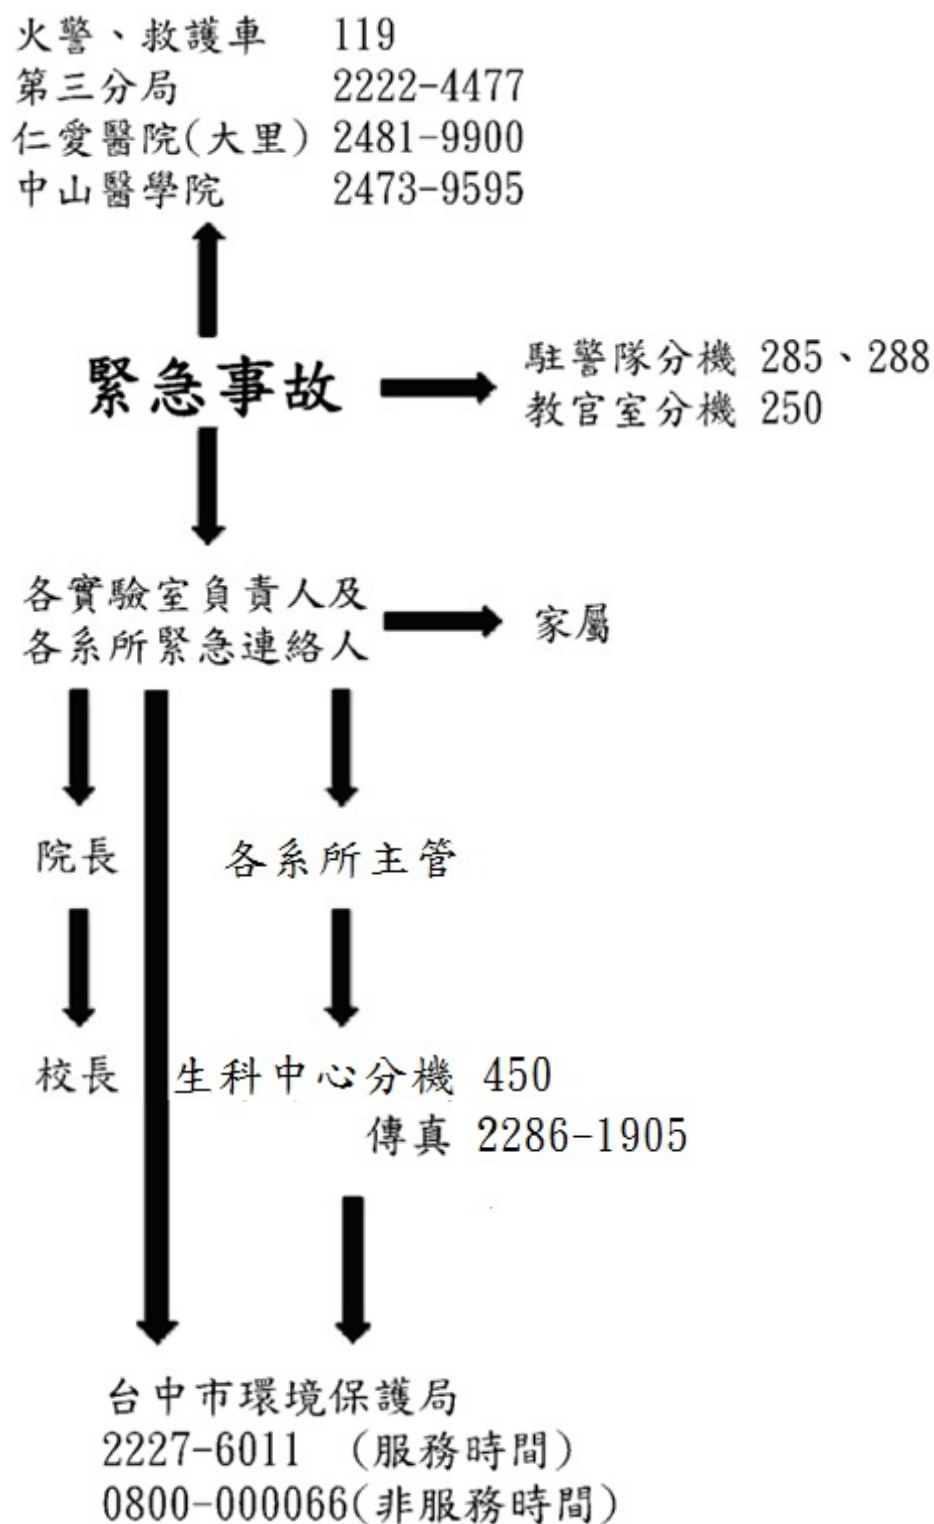 火警、救護車 119
第三分局 2222-4477
仁愛醫院(大里) 2481-9900
中山醫學院 2473-9595
緊急事故
駐警隊分機 285、288
教官室分機 250
各實驗室負責人及
各系所緊急連絡人
家屬
院長
各系所主管
校長
生科中心分機 450
傳真 2286-1905
台中市環境保護局
2227-6011 (服務時間)
0800-000066(非服務時間)